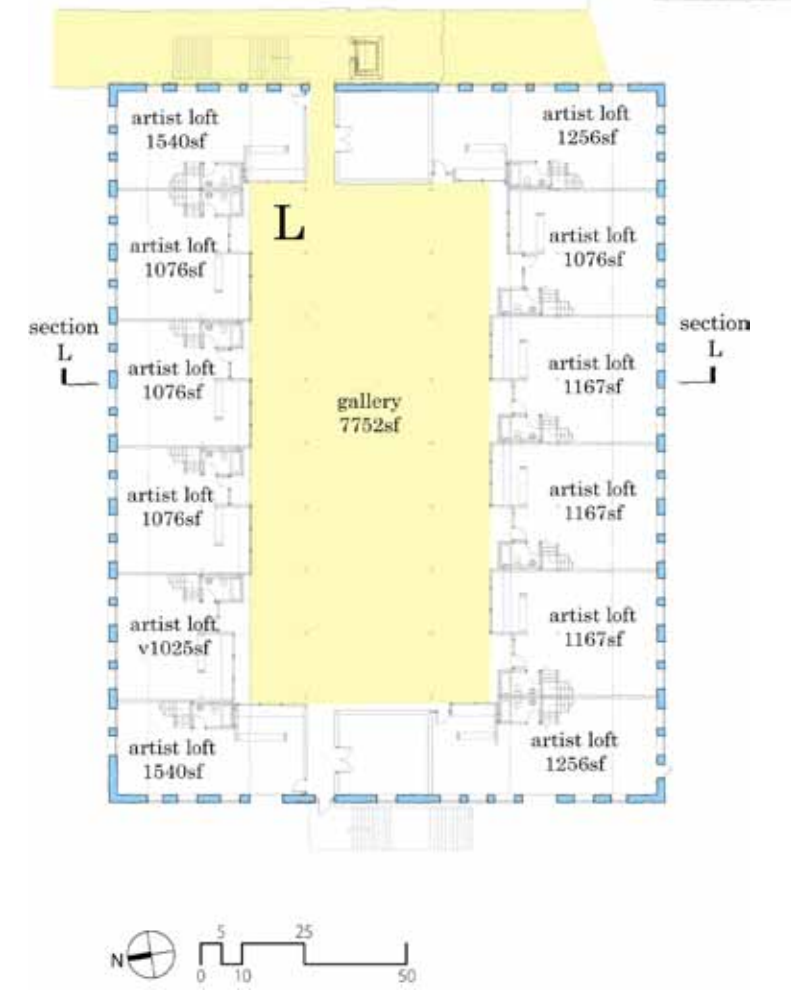 artist loft
1540sf
artist loft
1256sf
L
artist loft
1076sf
artist loft
1076sf
section
L
section
L
artist loft
1076sf
artist loft
1167sf
gallery
7752sf
artist loft
1076sf
artist loft
1167sf
artist loft
v1025sf
artist loft
1167sf
artist loft
1540sf
artist loft
1256sf
N
5 25
0 10 50